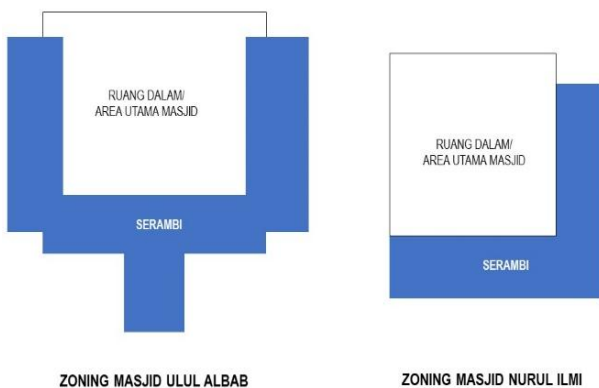 RUANG DALAM/
AREA UTAMA MASJID
SERAMBI
ZONING MASJID ULUL ALBAB
RUANG DALAM/
AREA UTAMA MASJID
SERAMBI
ZONING MASJID NURUL ILMI